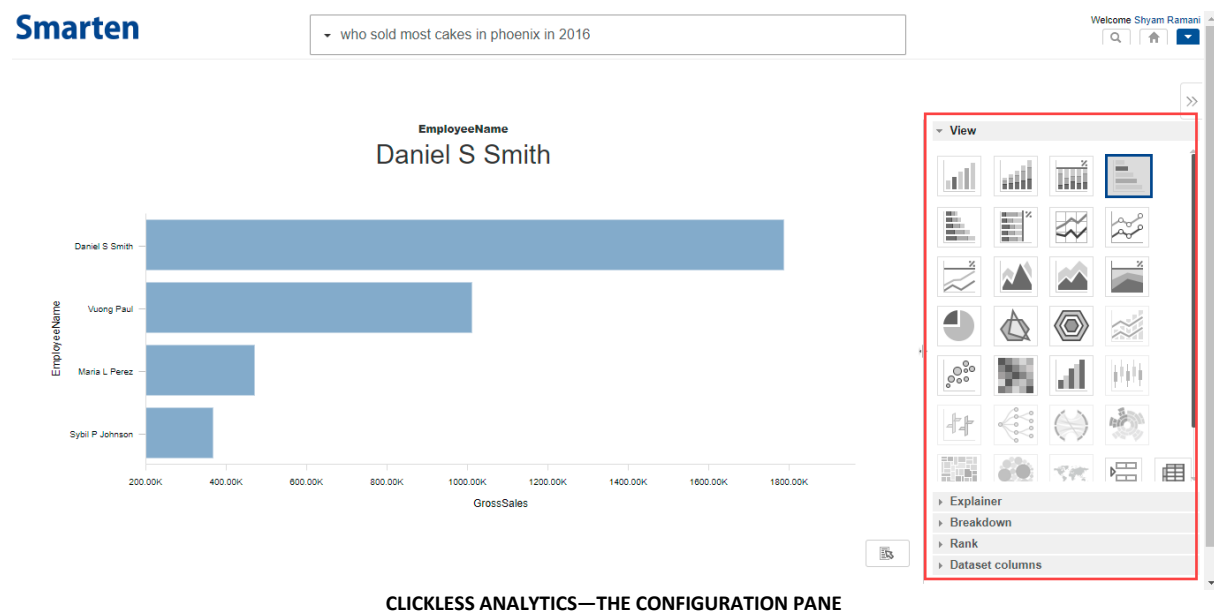 Smarten
who sold most cakes in phoenix in 2016
Welcome Shyam Ramani
EmployeeName
Daniel S Smith
EmployeeName
Daniel S Smith
Vuong Paul
Maria L Perez
Sybil P Johnson
200.00K 400.00K 600.00K 800.00K 1000.00K 1200.00K 1400.00K 1600.00K 1800.00K
GrossSales
View
%
%
%
%
Explainer
Breakdown
Rank
Dataset columns
CLICKLESS ANALYTICS—THE CONFIGURATION PANE